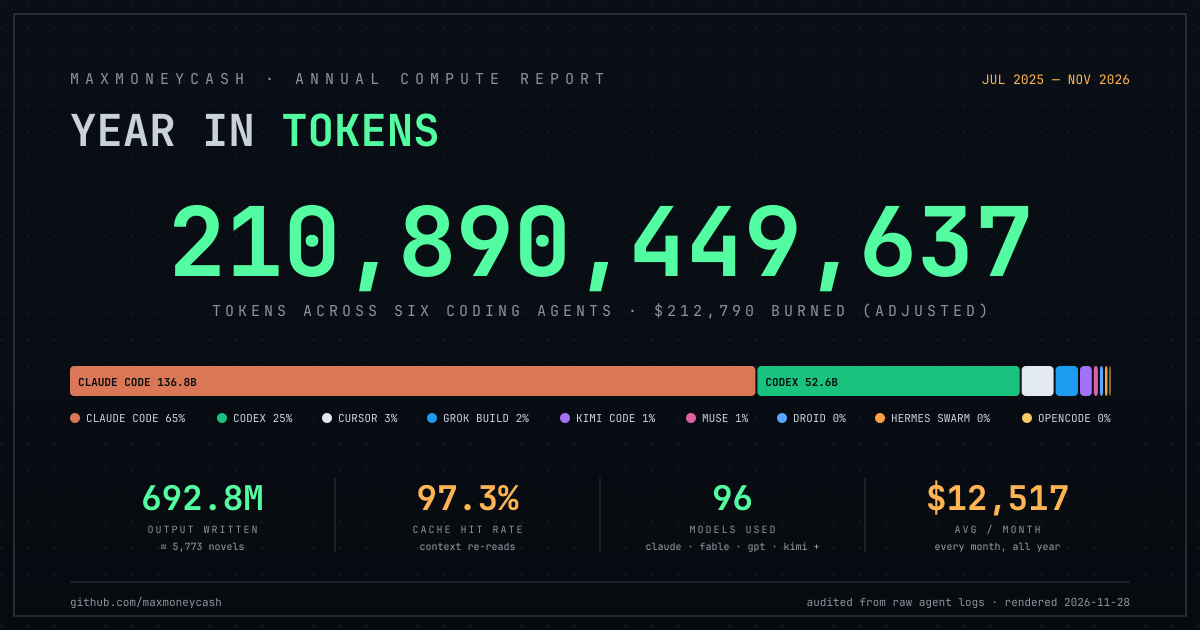 MAXMONEYCASH · ANNUAL COMPUTE REPORT
JUL 2025 — NOV 2026
YEAR IN TOKENS
210,890,449,637
TOKENS ACROSS SIX CODING AGENTS · $212,790 BURNED (ADJUSTED)
CLAUDE CODE 136.8B CODEX 52.6B
CLAUDE CODE 65% CODEX 25% CURSOR 3% GROK BUILD 2% KIMI CODE 1% MUSE 1% DROID 0% HERMES SWARM 0% OPENCODE 0%
692.8M 97.3% 96 $12,517
OUTPUT WRITTEN CACHE HIT RATE MODELS USED AVG / MONTH
≈ 5,773 novels context re-reads claude · fable · gpt · kimi + every month, all year
github.com/maxmoneycash audited from raw agent logs · rendered 2026-11-28